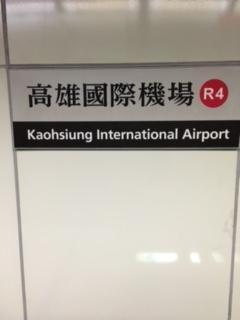 高雄國際機場 R4
Kaohsiung International Airport